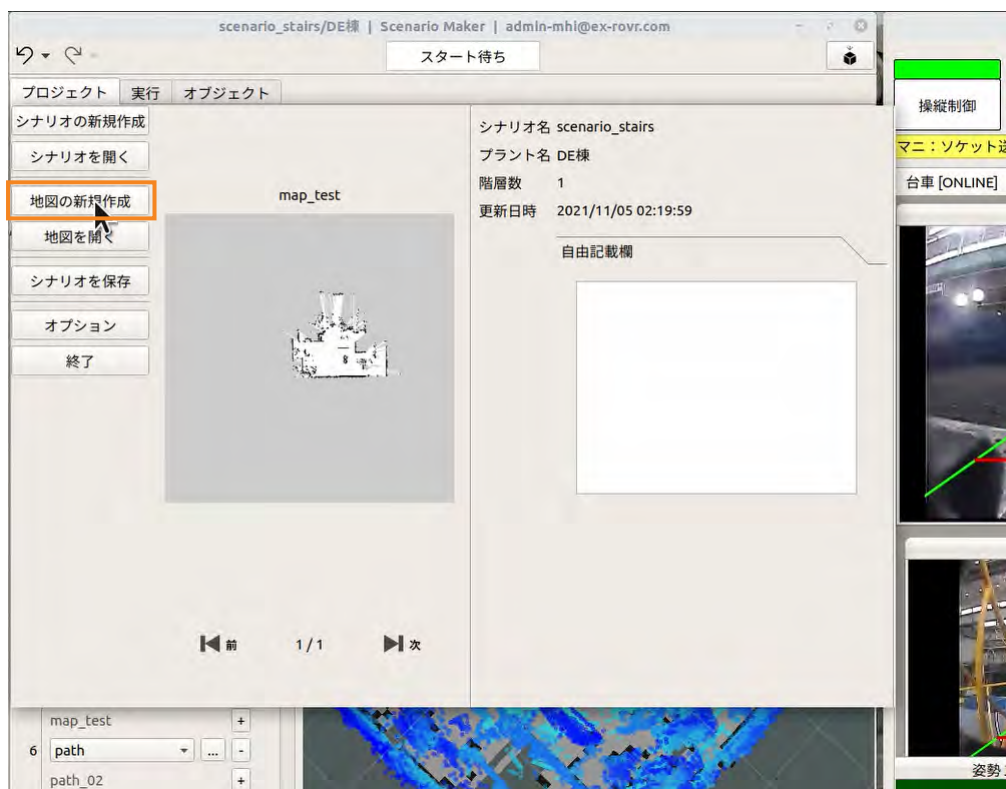 scenario_stairs/DE棟 | Scenario Maker | admin-mhi@ex-rovr.com
スタート待ち
プロジェクト 実行 オブジェクト
シナリオの新規作成
シナリオを開く
地図の新規作成
地図を開く
シナリオを保存
オプション
終了
map_test
前 1/1 次
シナリオ名 scenario_stairs
プラント名 DE棟
階層数 1
更新日時 2021/11/05 02:19:59
自由記載欄
map_test +
6 path ... -
path_02 +
操縦制御
マニ：ソケット送
台車 [ONLINE]
姿勢